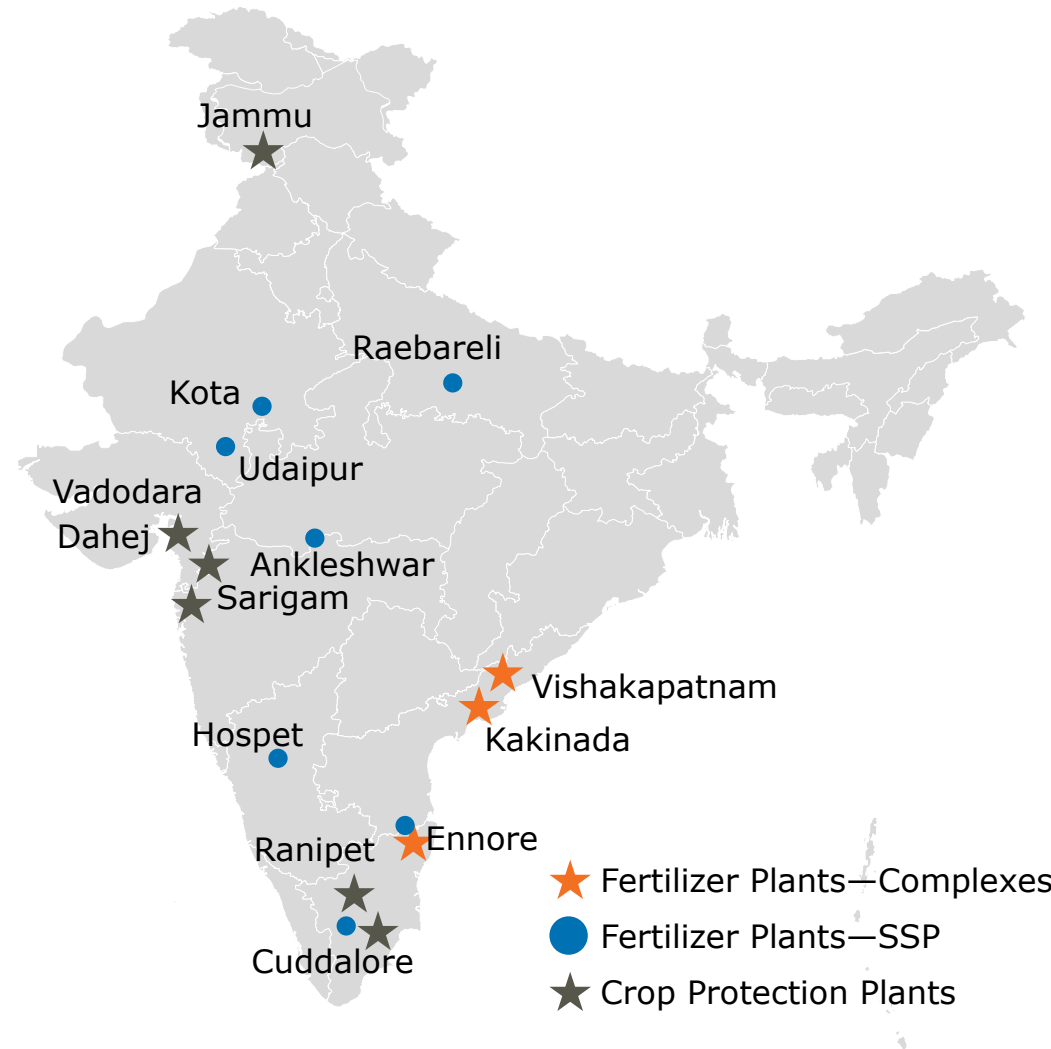 Jammu
Raebareli
Kota
Udaipur
Vadodara
Dahej
Ankleshwar
Sarigam
Vishakapatnam
Hospet
Kakinada
Ennore
Ranipet
Fertilizer Plants—Complexes
Fertilizer Plants—SSP
Cuddalore
Crop Protection Plants